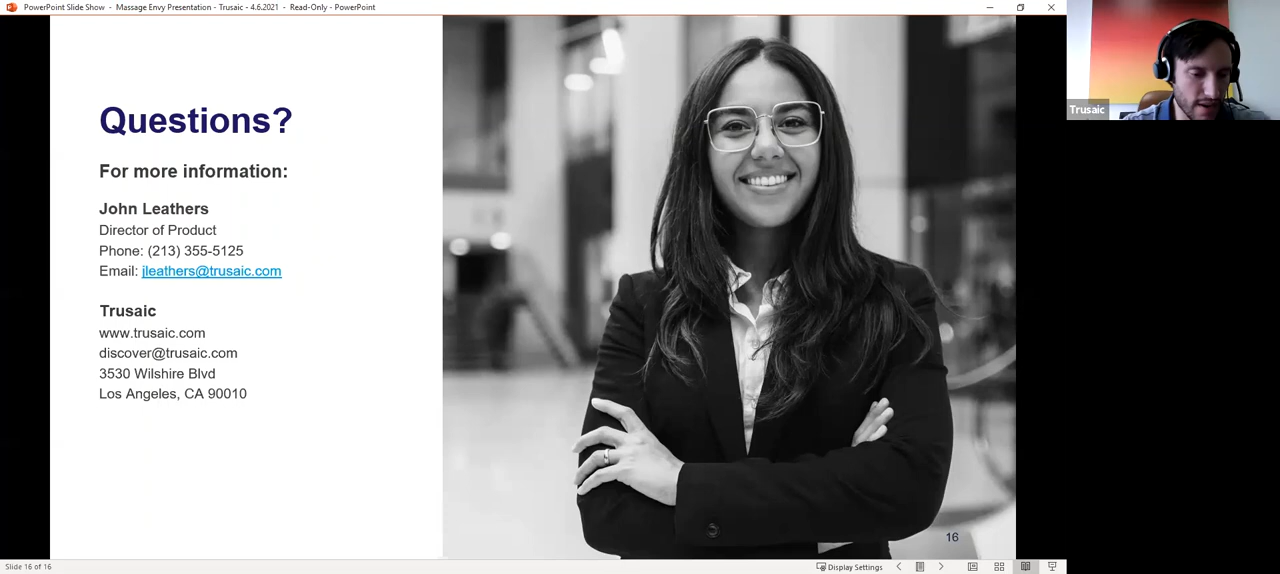 PowerPoint Slide Show - Massage Envy Presentation - Trusaic - 4.6.2021 - Read-Only - PowerPoint
Trusaic
Questions?
For more information:
John Leathers
Director of Product
Phone: (213) 355-5125
Email: jleathers@trusaic.com
Trusaic
www.trusaic.com
discover@trusaic.com
3530 Wilshire Blvd
Los Angeles, CA 90010
16
Slide 16 of 16
Display Settings